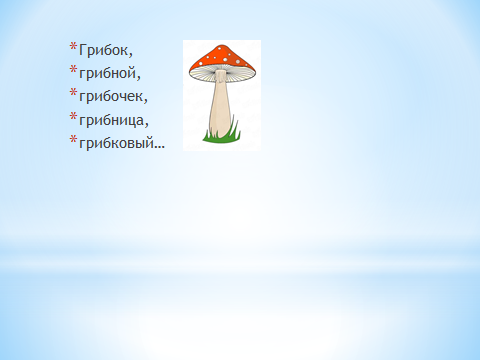 * Грибок,
* грибной,
* грибочек,
* грибница,
* грибковый…